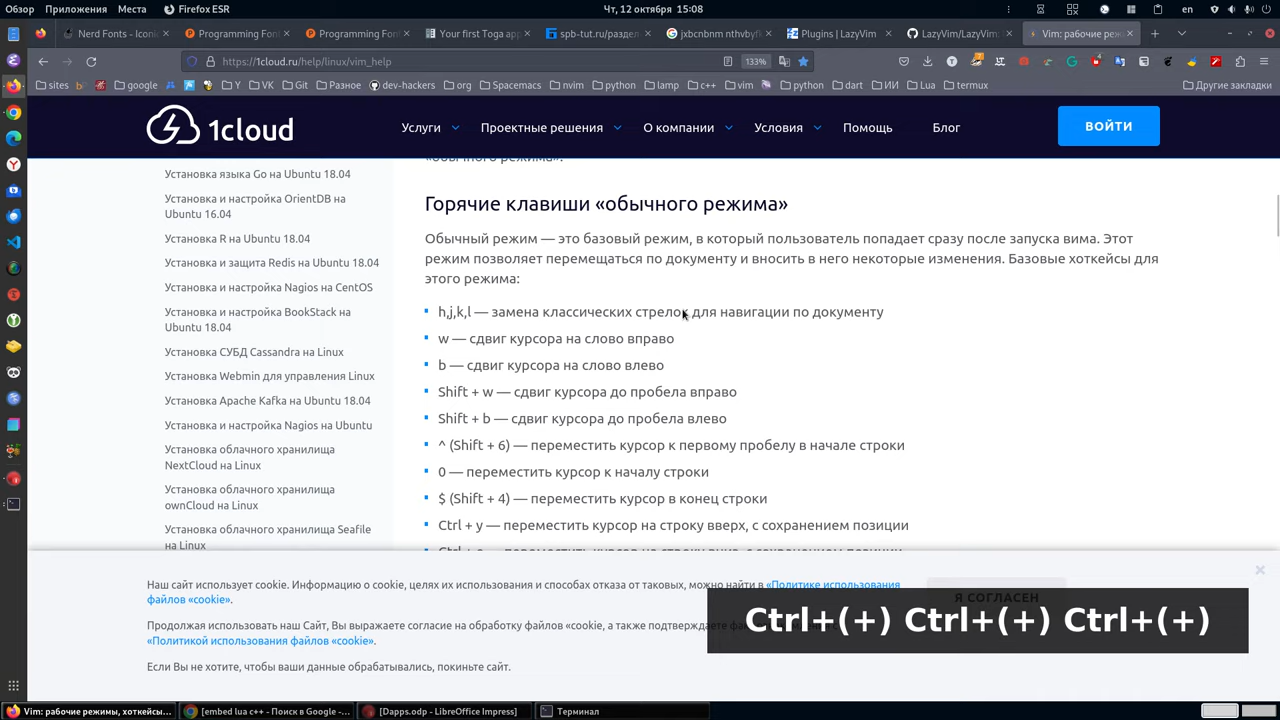 Обзор Приложения Места Firefox ESR Чт, 12 октября 15:08 en
Nerd Fonts - Iconic Programming Fon Programming Fon Your First Toga app spb-tut.ru/раздел jxbcnbnm nthvbyf Plugins | LazyVim LazyVim/LazyVim: Vim: рабочие реж
https://1cloud.ru/help/linux/vim_help 133%
sites b google Y VK Git Разное dev-hackers org Spacemacs nvim python lamp c++ vim python dart ИИ Lua termux Другие закладки
1cloud Услуги Проектные решения О компании Условия Помощь Блог ВОЙТИ
«обычного режима».
Установка языка Go на Ubuntu 18.04
Установка и настройка OrientDB на
Ubuntu 16.04
Установка R на Ubuntu 18.04
Установка и защита Redis на Ubuntu 18.04
Установка и настройка Nagios на CentOS
Установка и настройка BookStack на
Ubuntu 18.04
Установка СУБД Cassandra на Linux
Установка Webmin для управления Linux
Установка Apache Kafka на Ubuntu 18.04
Установка и настройка Nagios на Ubuntu
Установка облачного хранилища
NextCloud на Linux
Установка облачного хранилища
ownCloud на Linux
Установка облачного хранилища Seafile
на Linux
Горячие клавиши «обычного режима»
Обычный режим — это базовый режим, в который пользователь попадает сразу после запуска вима. Этот
режим позволяет перемещаться по документу и вносить в него некоторые изменения. Базовые хоткейсы для
этого режима:
h,j,k,l — замена классических стрелок для навигации по документу
w — сдвиг курсора на слово вправо
b — сдвиг курсора на слово влево
Shift + w — сдвиг курсора до пробела вправо
Shift + b — сдвиг курсора до пробела влево
^ (Shift + 6) — переместить курсор к первому пробелу в начале строки
0 — переместить курсор к началу строки
$ (Shift + 4) — переместить курсор в конец строки
Ctrl + y — переместить курсор на строку вверх, с сохранением позиции
Наш сайт использует cookie. Информацию о cookie, целях их использования и способах отказа от таковых, можно найти в «Политике использования
файлов «cookie».
Я СОГЛАСЕН
Продолжая использовать наш Сайт, Вы выражаете согласие на обработку файлов «cookie, а также подтверждаете
«Политикой использования файлов «cookie».
Если Вы не хотите, чтобы ваши данные обрабатывались, покиньте сайт.
Ctrl+(+) Ctrl+(+) Ctrl+(+)
Vim: рабочие режимы, хоткейсы... [embed lua c++ - Поиск в Google -... [Dapps.odp - LibreOffice Impress] Терминал